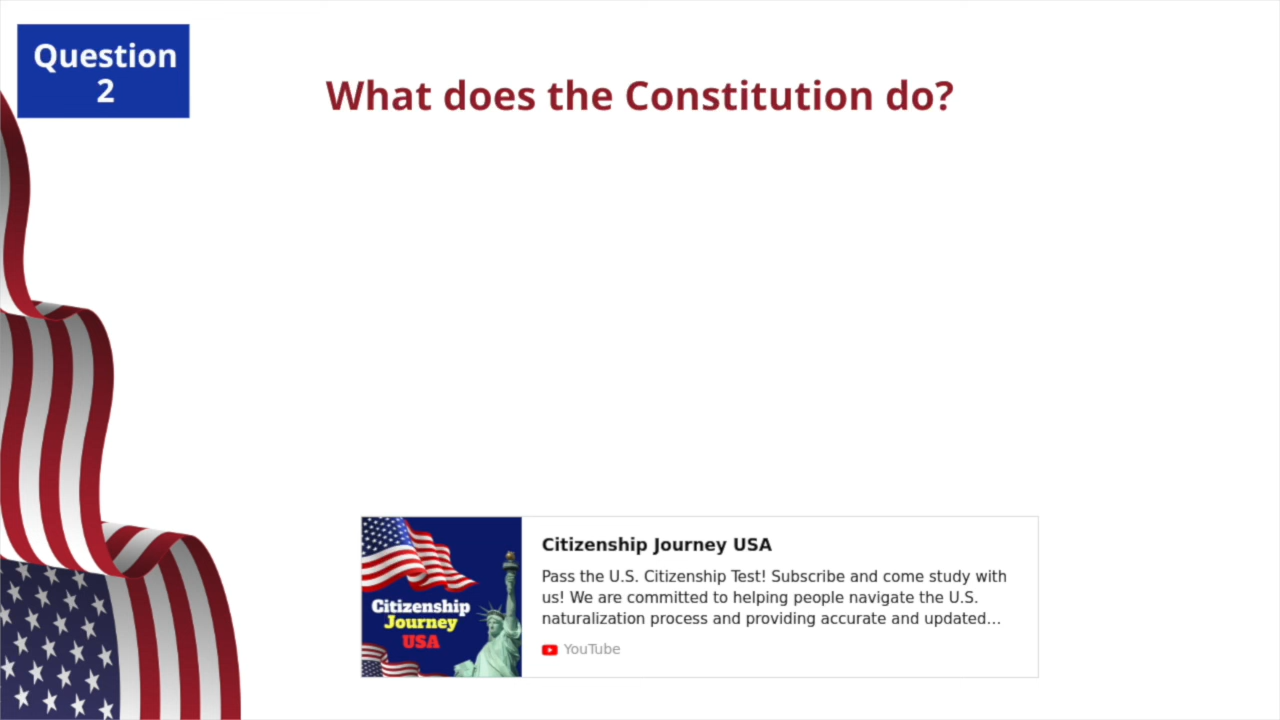 Question
2
What does the Constitution do?
Citizenship
Journey
USA
Citizenship Journey USA
Pass the U.S. Citizenship Test! Subscribe and come study with
us! We are committed to helping people navigate the U.S.
naturalization process and providing accurate and updated...
YouTube